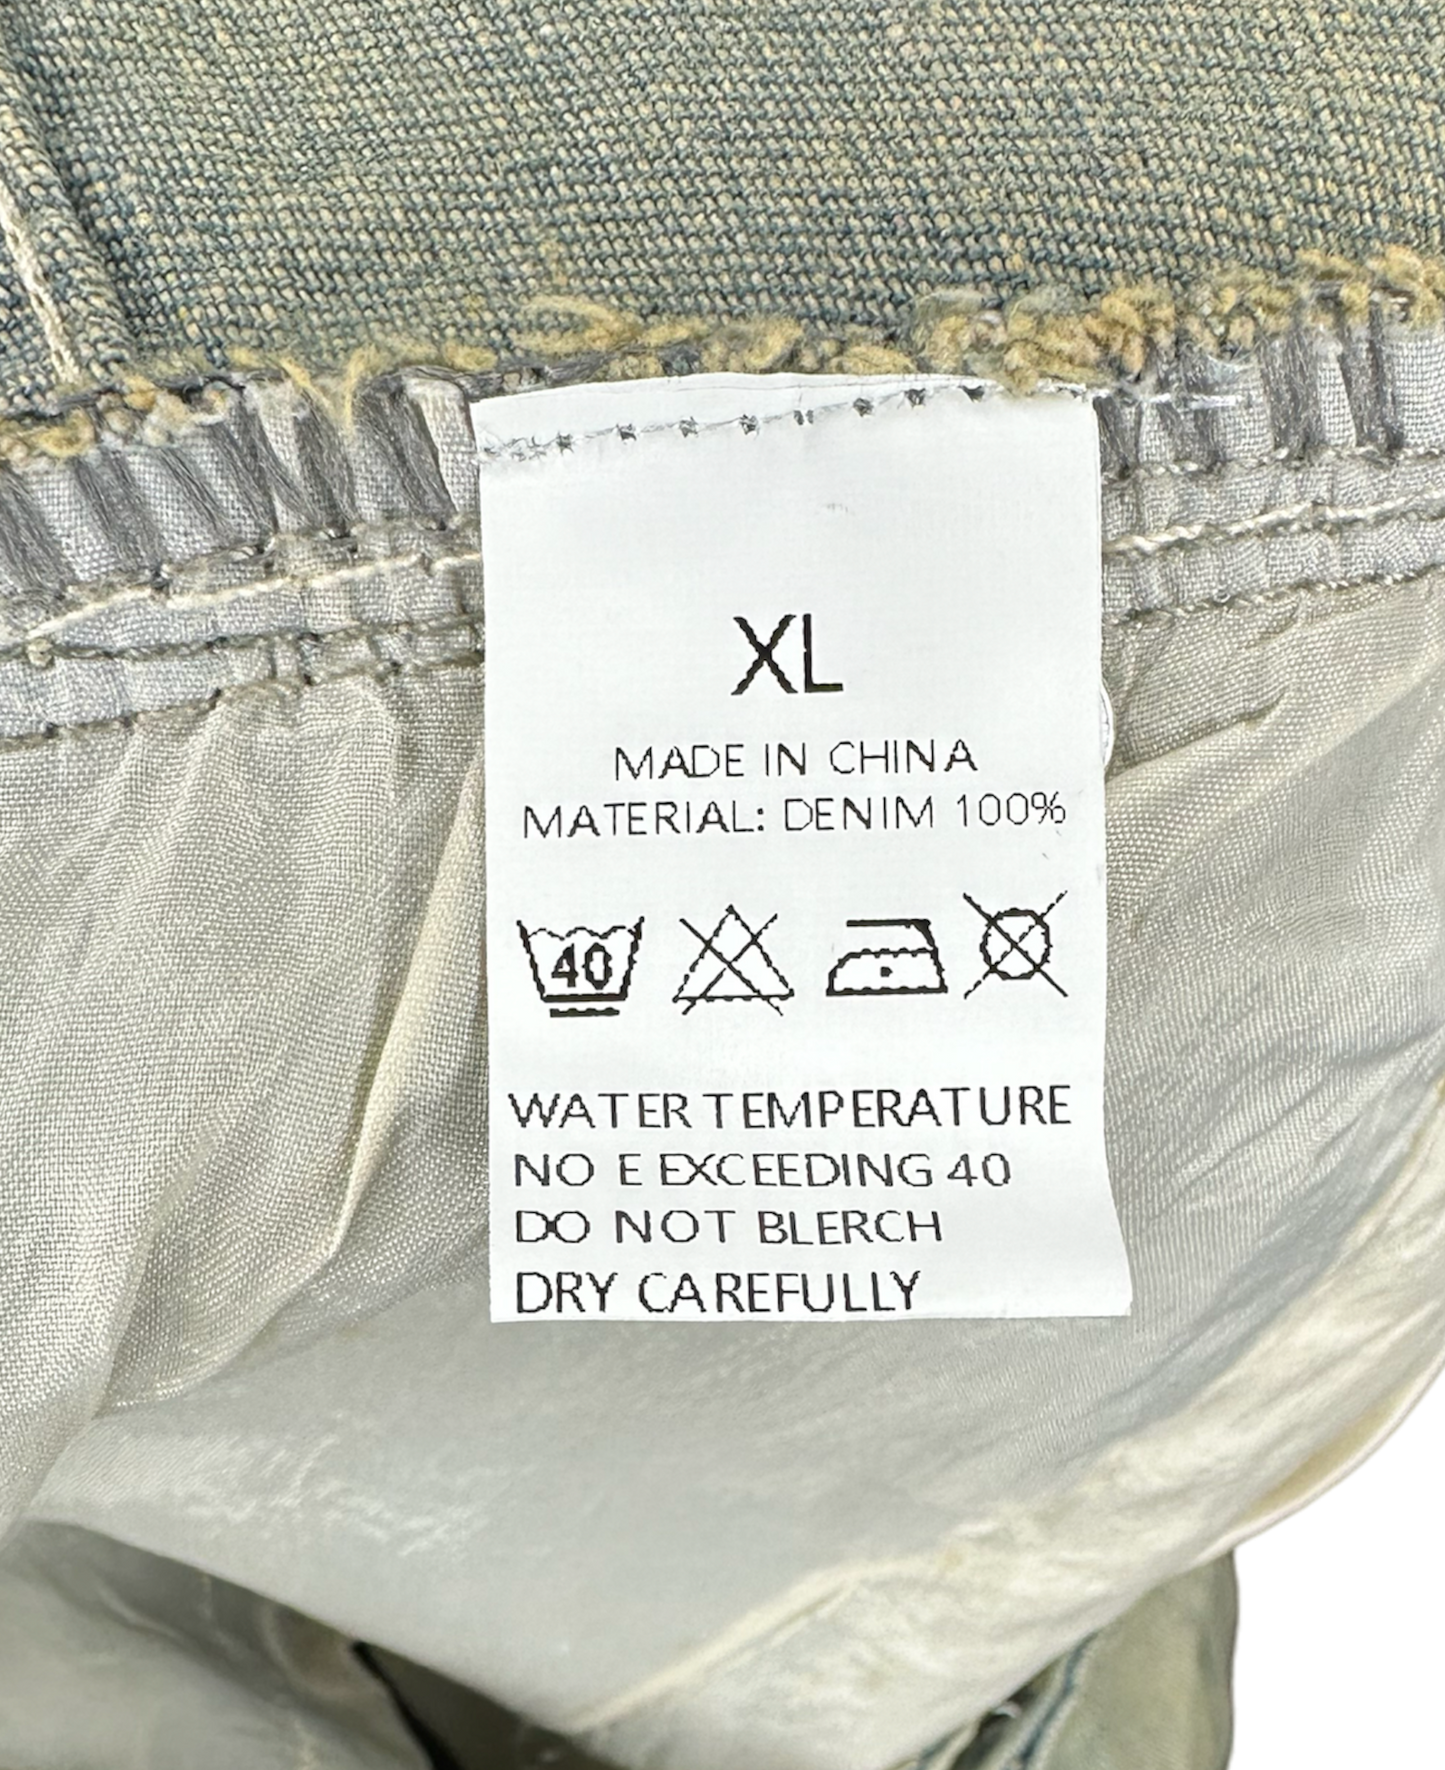 XL
MADE IN CHINA
MATERIAL: DENIM 100%
40
WATER TEMPERATURE
NO E EXCEEDING 40
DO NOT BLERCH
DRY CAREFULLY